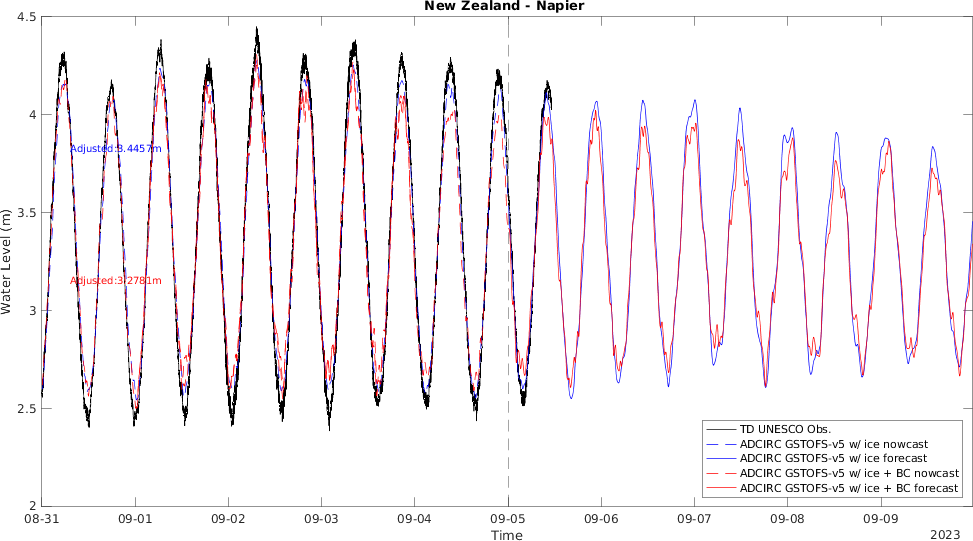 New Zealand - Napier
4.5
4
3.5
3
2.5
2
Water Level (m)
Adjusted:3.4457m
Adjusted:3.2781m
TD UNESCO Obs.
ADCIRC GSTOFS-v5 w/ ice nowcast
ADCIRC GSTOFS-v5 w/ ice forecast
ADCIRC GSTOFS-v5 w/ ice + BC nowcast
ADCIRC GSTOFS-v5 w/ ice + BC forecast
08-31 09-01 09-02 09-03 09-04 09-05 09-06 09-07 09-08 09-09
Time
2023